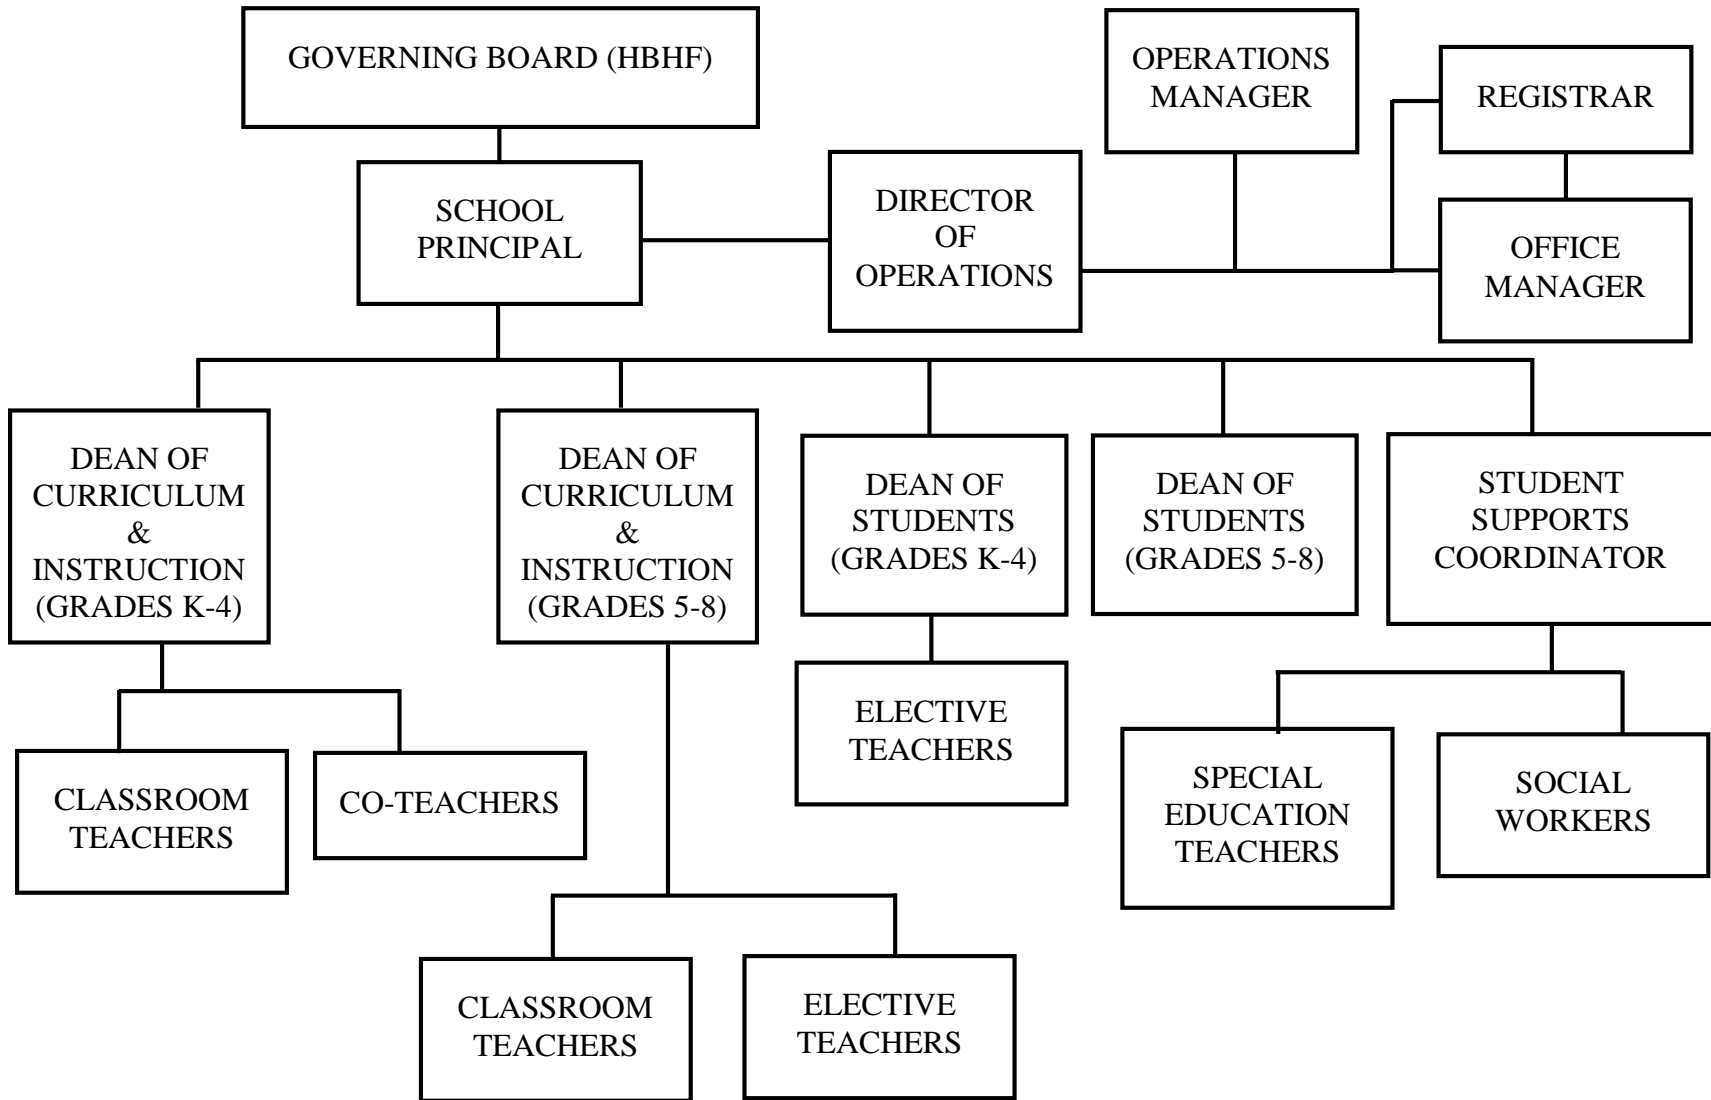 GOVERNING BOARD (HBHF)
OPERATIONS
MANAGER
REGISTRAR
SCHOOL
PRINCIPAL
DIRECTOR
OF
OPERATIONS
OFFICE
MANAGER
DEAN OF
CURRICULUM
&
INSTRUCTION
(GRADES K-4)
DEAN OF
CURRICULUM
&
INSTRUCTION
(GRADES 5-8)
DEAN OF
STUDENTS
(GRADES K-4)
DEAN OF
STUDENTS
(GRADES 5-8)
STUDENT
SUPPORTS
COORDINATOR
CLASSROOM
TEACHERS
CO-TEACHERS
ELECTIVE
TEACHERS
SPECIAL
EDUCATION
TEACHERS
SOCIAL
WORKERS
CLASSROOM
TEACHERS
ELECTIVE
TEACHERS